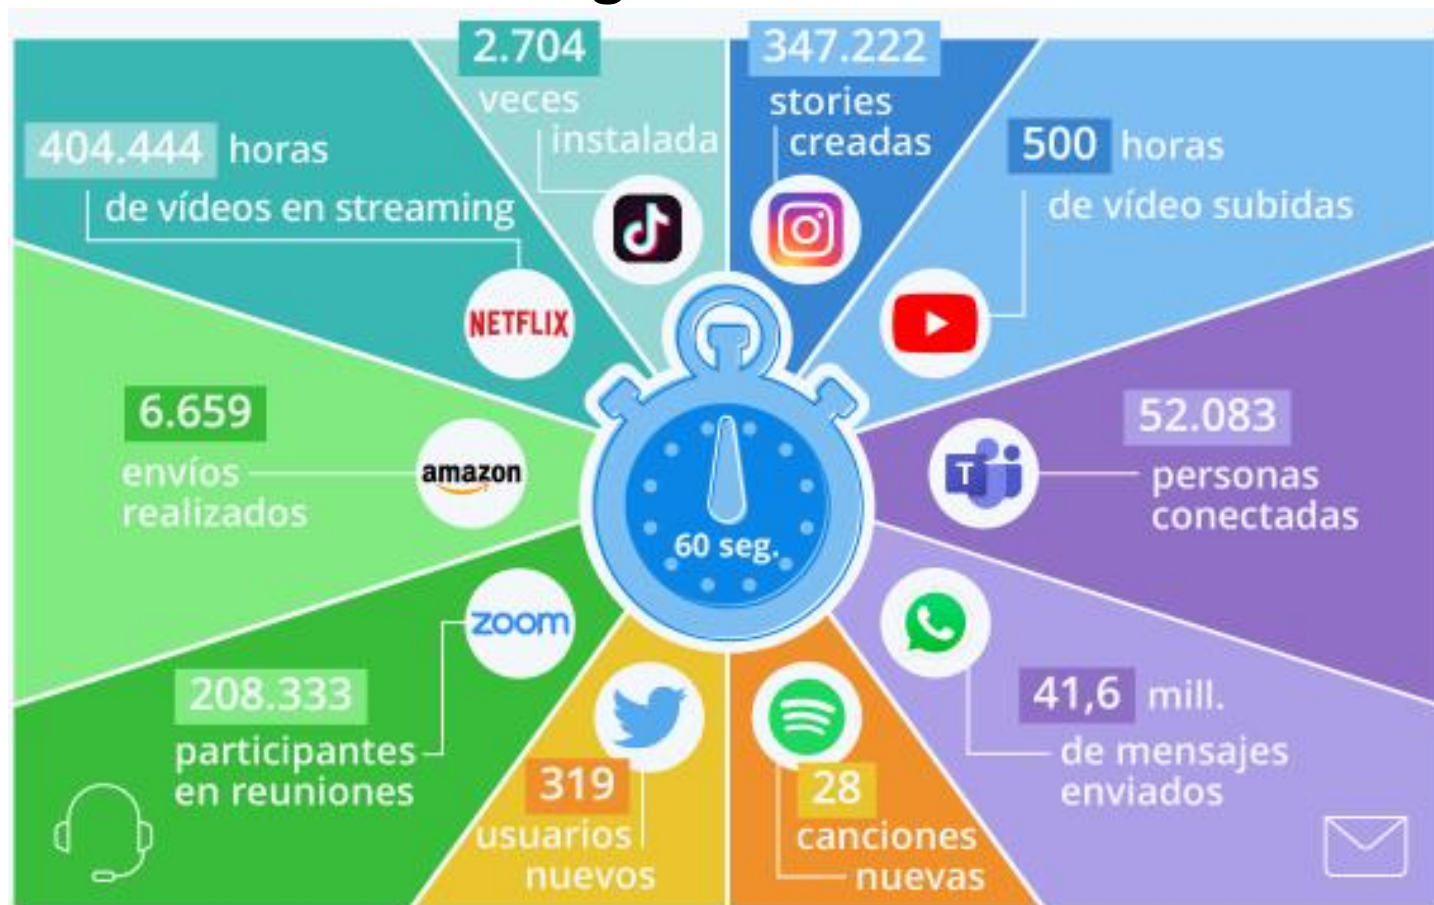 2.704
veces
instalada
347.222
stories
creadas
500 horas
de vídeo subidas
52.083
personas
conectadas
41,6 mill.
de mensajes
enviados
28
canciones
nuevas
319
usuarios
nuevos
208.333
participantes
en reuniones
zoom
6.659
envíos
realizados
amazon
404.444 horas
de vídeos en streaming
NETFLIX
T
60 seg.